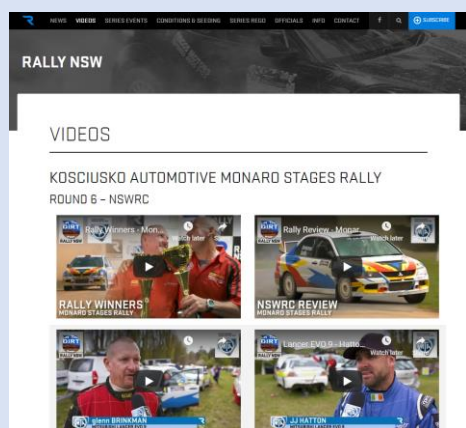 NEWS VIDEOS SERIES EVENTS CONDITIONS & SEEDING SERIES REGO OFFICIALS INFO CONTACT SUBSCRIBE
RALLY NSW
VIDEOS
KOSCIUSKO AUTOMOTIVE MONARO STAGES RALLY
ROUND 6 – NSWRC
Rally Winners - Mon...
Watch later
RALLY WINNERS
MONARO STAGES RALLY
Rally Review - Monar
Watch later
NSWRC REVIEW
MONARO STAGES RALLY
glenn BRINKMAN
Lancer EVO 9 - Hatto...
Watch later
JJ HATTON